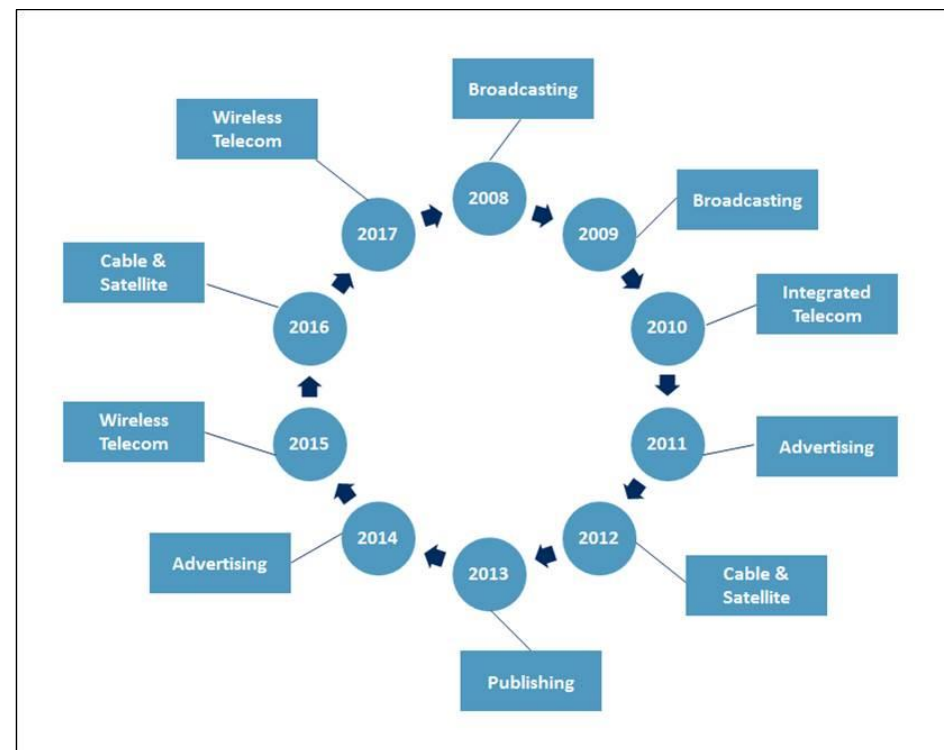 Broadcasting
2008
Broadcasting
2009
Integrated
Telecom
2010
Advertising
2011
Cable &
Satellite
2012
Publishing
2013
Advertising
2014
Wireless
Telecom
2015
Cable &
Satellite
2016
Wireless
Telecom
2017